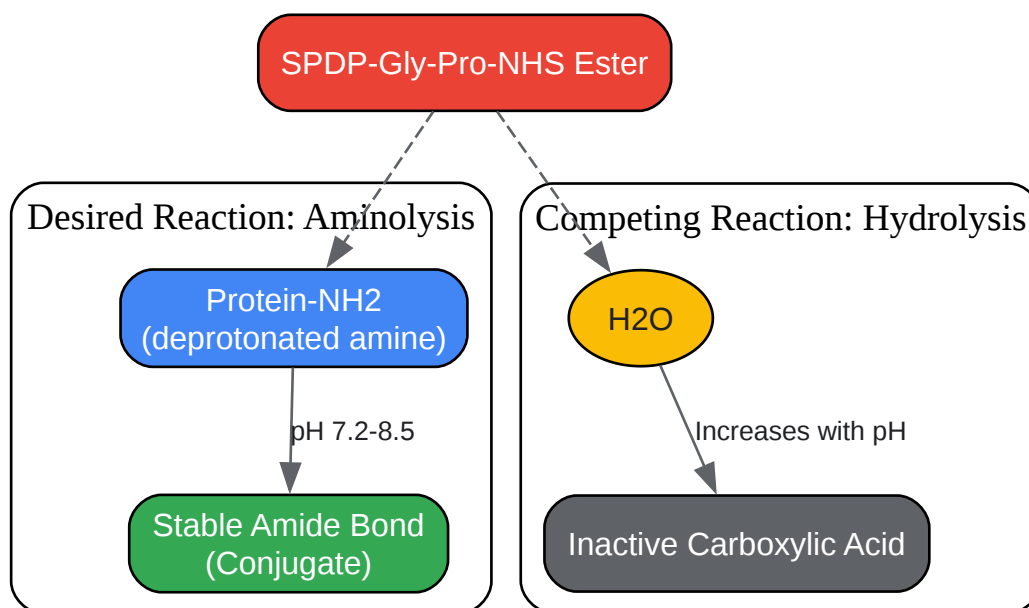 SPDP-Gly-Pro-NHS Ester
Desired Reaction: Aminolysis
Competing Reaction: Hydrolysis
Protein-NH2
(deprotonated amine)
H2O
pH 7.2-8.5
Increases with pH
Stable Amide Bond
(Conjugate)
Inactive Carboxylic Acid